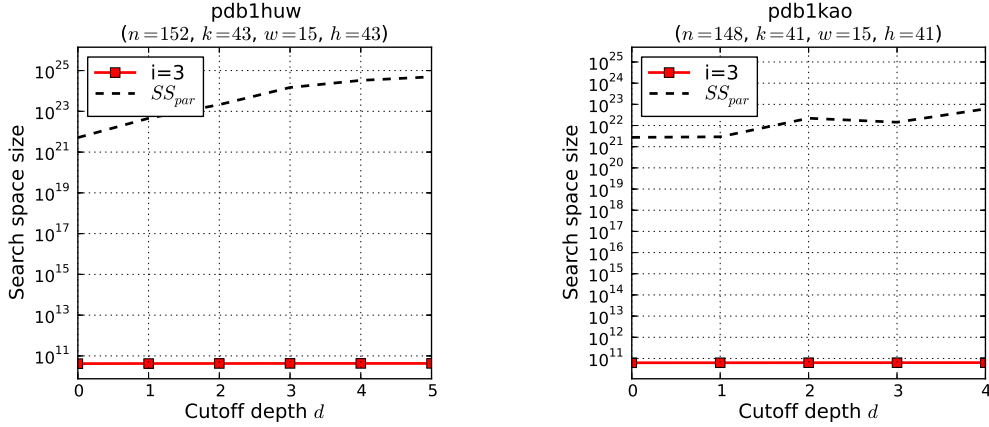 pdb1huw
(n=152, k=43, w=15, h=43)
10^25
10^23
10^21
10^19
10^17
10^15
10^13
10^11
Search space size
i=3
SS_par
0 1 2 3 4 5
Cutoff depth d
pdb1kao
(n=148, k=41, w=15, h=41)
10^25
10^24
10^23
10^22
10^21
10^20
10^19
10^18
10^17
10^16
10^15
10^14
10^13
10^12
10^11
Search space size
i=3
SS_par
0 1 2 3 4
Cutoff depth d